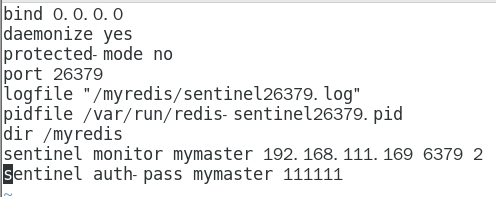 bind 0.0.0.0
daemonize yes
protected-mode no
port 26379
logfile "/myredis/sentinel26379.log"
pidfile /var/run/redis-sentinel26379.pid
dir /myredis
sentinel monitor mymaster 192.168.111.169 6379 2
sentinel auth-pass mymaster 111111
~